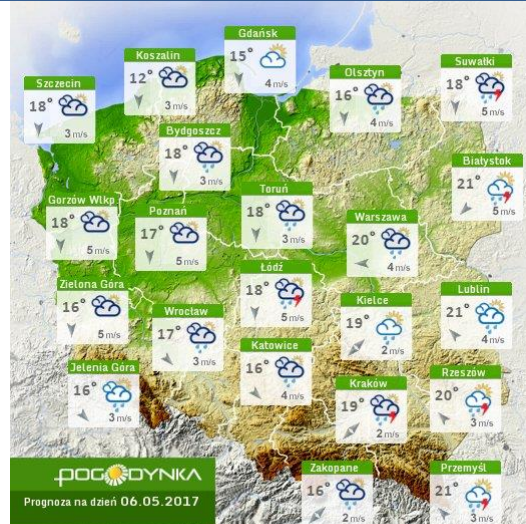 Gdańsk
15°
4 m/s
Koszalin
12°
3 m/s
Szczecin
18°
3 m/s
Olsztyn
16°
4 m/s
Suwałki
18°
5 m/s
Bydgoszcz
18°
3 m/s
Białystok
21°
5 m/s
Gorzów Wlkp
18°
5 m/s
Poznań
17°
5 m/s
Toruń
18°
3 m/s
Warszawa
20°
4 m/s
Zielona Góra
16°
5 m/s
Łódź
18°
5 m/s
Wrocław
17°
3 m/s
Kielce
19°
2 m/s
Lublin
21°
4 m/s
Katowice
16°
4 m/s
Jelenia Góra
16°
3 m/s
Kraków
19°
2 m/s
Rzeszów
20°
3 m/s
Zakopane
16°
2 m/s
Przemyśl
21°
3 m/s
POGODYNKA
Prognoza na dzień 06.05.2017